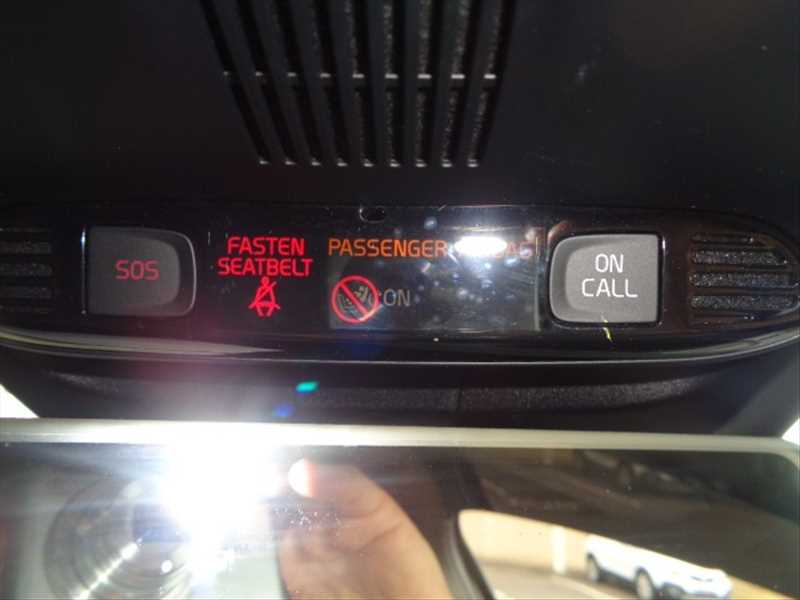 SOS
FASTEN
SEATBELT
PASSENGER
ON
ON
CALL